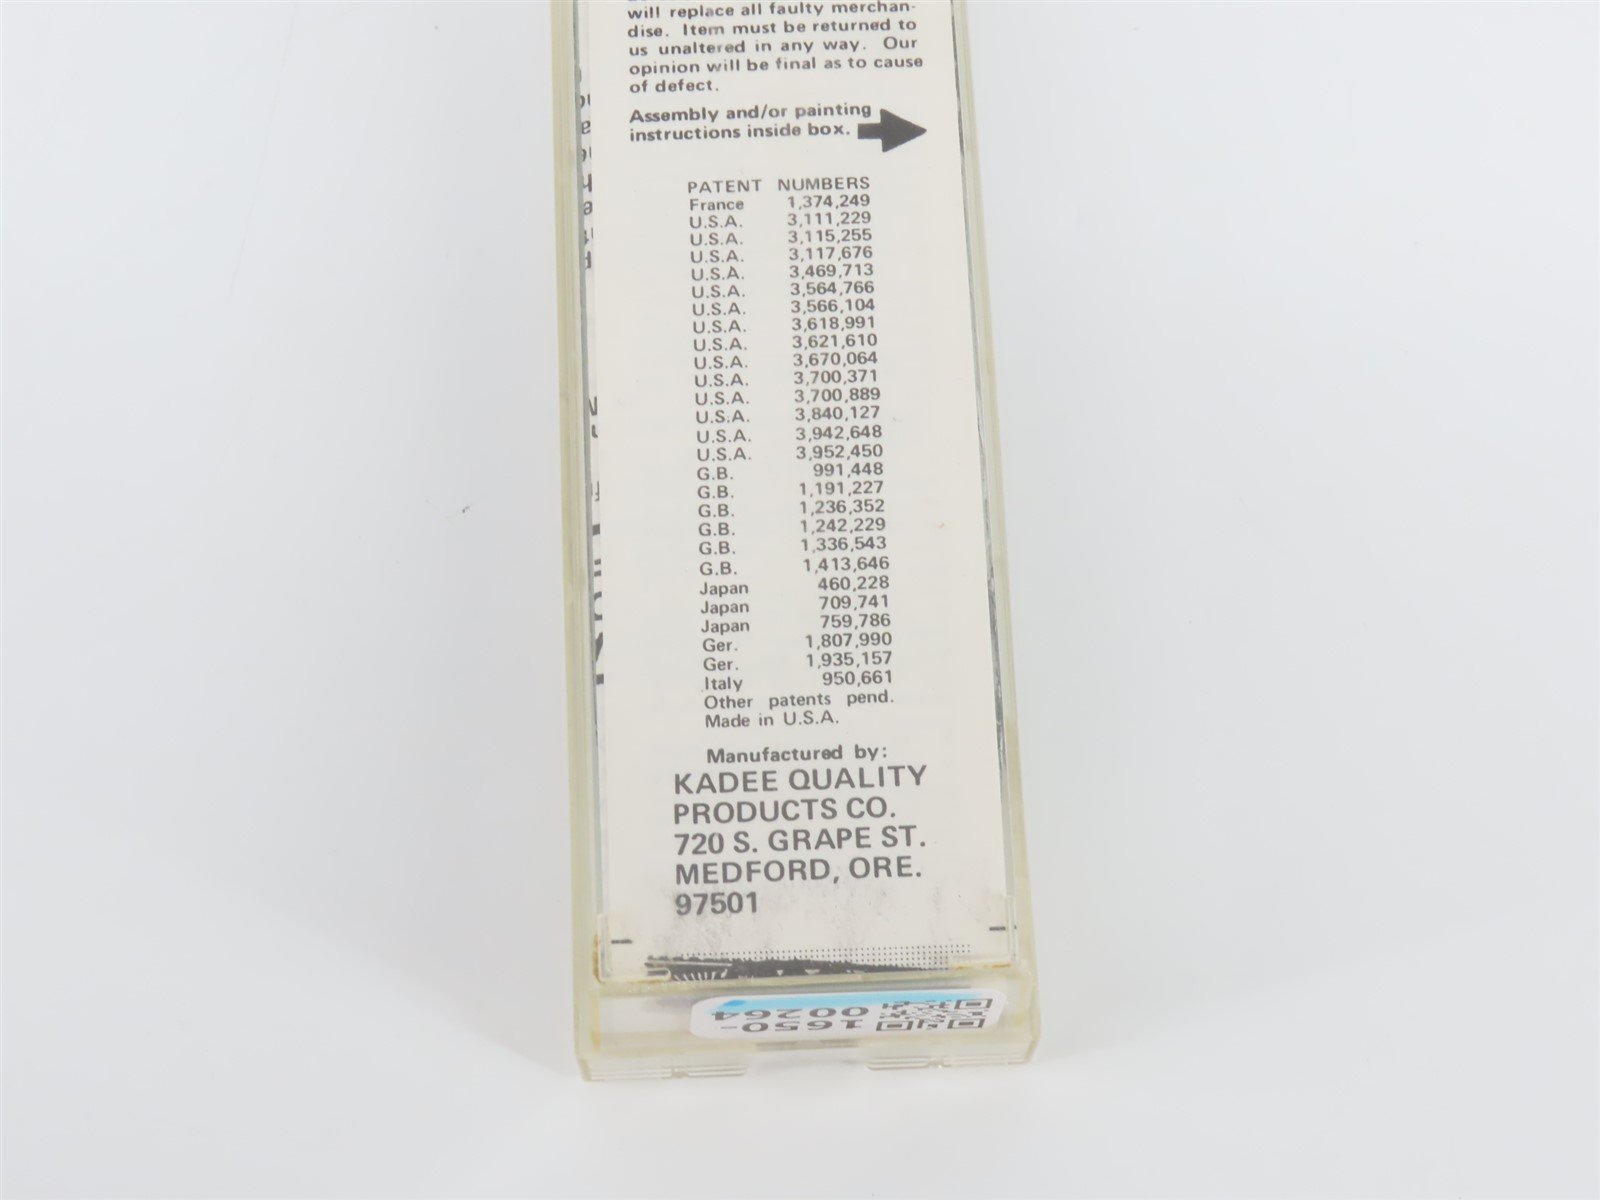 will replace all faulty merchan-
dise. Item must be returned to
us unaltered in any way. Our
opinion will be final as to cause
of defect.
Assembly and/or painting
instructions inside box.
PATENT NUMBERS
France 1,374,249
U.S.A. 3,111,229
U.S.A. 3,115,255
U.S.A. 3,117,676
U.S.A. 3,469,713
U.S.A. 3,564,766
U.S.A. 3,566,104
U.S.A. 3,618,991
U.S.A. 3,621,610
U.S.A. 3,670,064
U.S.A. 3,700,371
U.S.A. 3,700,889
U.S.A. 3,840,127
U.S.A. 3,942,648
U.S.A. 3,952,450
G.B. 991,448
G.B. 1,191,227
G.B. 1,236,352
G.B. 1,242,229
G.B. 1,336,543
G.B. 1,413,646
Japan 460,228
Japan 709,741
Japan 759,786
Ger. 1,807,990
Ger. 1,935,157
Italy 950,661
Other patents pend.
Made in U.S.A.
Manufactured by:
KADEE QUALITY
PRODUCTS CO.
720 S. GRAPE ST.
MEDFORD, ORE.
97501
1650-
00264